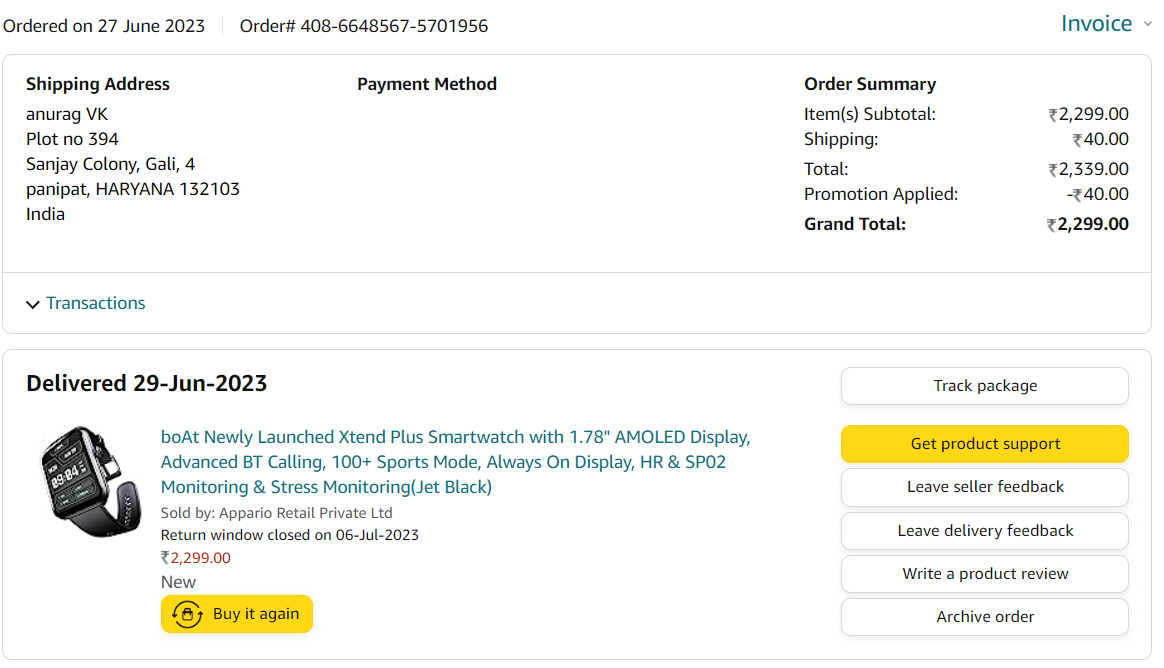 Ordered on 27 June 2023 Order# 408-6648567-5701956 Invoice
Shipping Address
anurag VK
Plot no 394
Sanjay Colony, Gali, 4
panipat, HARYANA 132103
India
Payment Method
Order Summary
Item(s) Subtotal: ₹2,299.00
Shipping: ₹40.00
Total: ₹2,339.00
Promotion Applied: -₹40.00
Grand Total: ₹2,299.00
Transactions
Delivered 29-Jun-2023
09:04
boAt Newly Launched Xtend Plus Smartwatch with 1.78" AMOLED Display,
Advanced BT Calling, 100+ Sports Mode, Always On Display, HR & SP02
Monitoring & Stress Monitoring(Jet Black)
Sold by: Appario Retail Private Ltd
Return window closed on 06-Jul-2023
₹2,299.00
New
Buy it again
Track package
Get product support
Leave seller feedback
Leave delivery feedback
Write a product review
Archive order